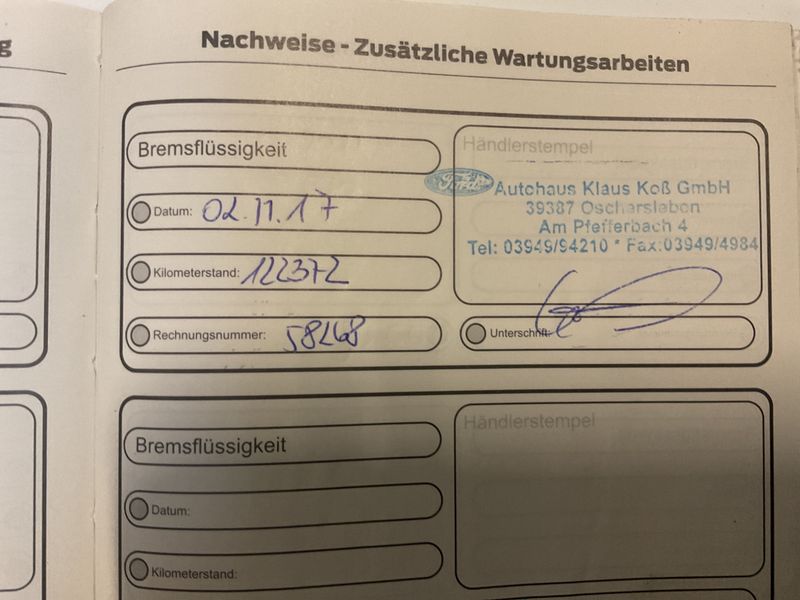 g
Nachweise - Zusätzliche Wartungsarbeiten
Bremsflüssigkeit
Datum: 02.11.17
Kilometerstand: 122372
Rechnungsnummer: 58268
Händlerstempel
Ford
Autohaus Klaus Koß GmbH
39387 Oschersleben
Am Pfefferbach 4
Tel: 03949/94210 * Fax:03949/4984
Unterschrift:
Bremsflüssigkeit
Datum:
Kilometerstand:
Händlerstempel